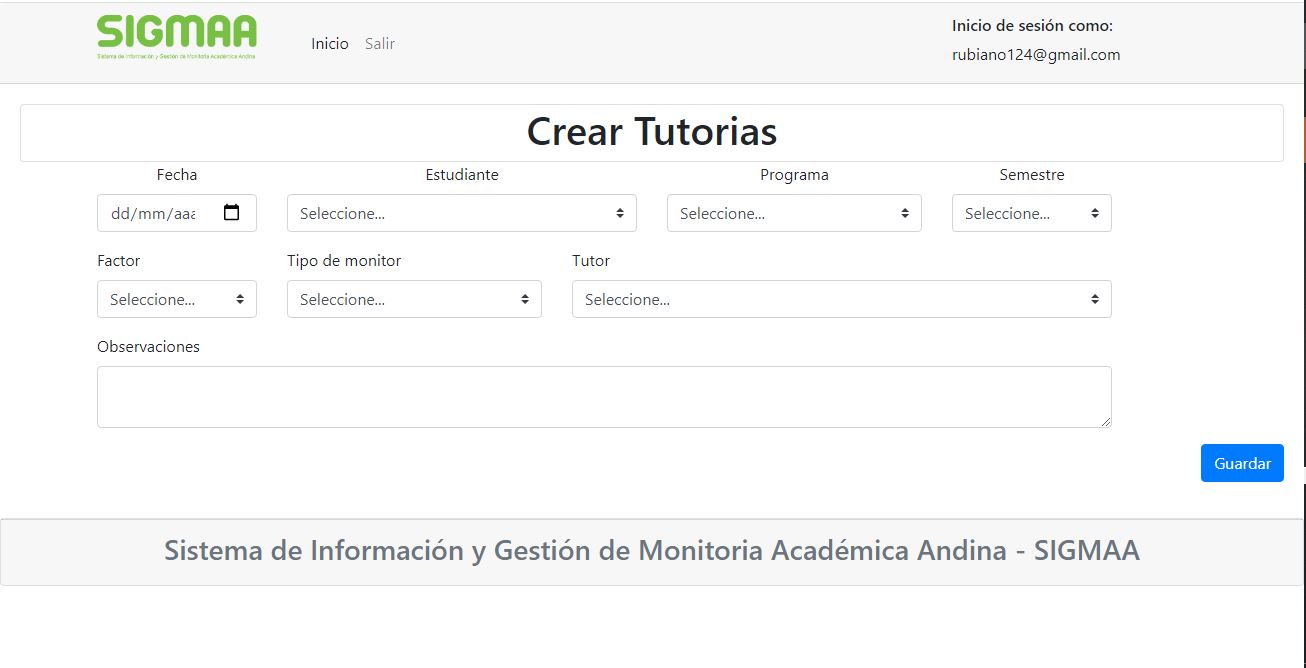 SIGMAA
Sistema de Información y Gestión de Monitoria Académica Andina
Inicio Salir
Inicio de sesión como:
rubiano124@gmail.com
Crear Tutorias
Fecha Estudiante Programa Semestre
dd/mm/aaa Seleccione... Seleccione... Seleccione...
Factor Tipo de monitor Tutor
Seleccione... Seleccione... Seleccione...
Observaciones
Guardar
Sistema de Información y Gestión de Monitoria Académica Andina - SIGMAA